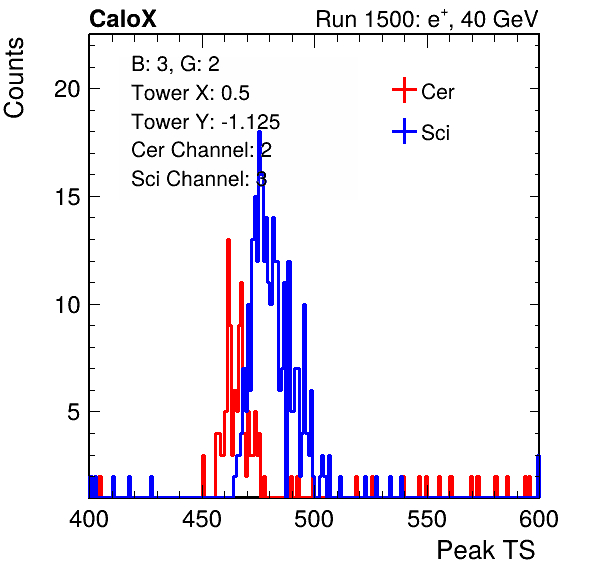 CaloX Run 1500: e⁺, 40 GeV
Counts
B: 3, G: 2
Tower X: 0.5
Tower Y: -1.125
Cer Channel: 2
Sci Channel: 3
Cer
Sci
20
15
10
5
400 450 500 550 600
Peak TS